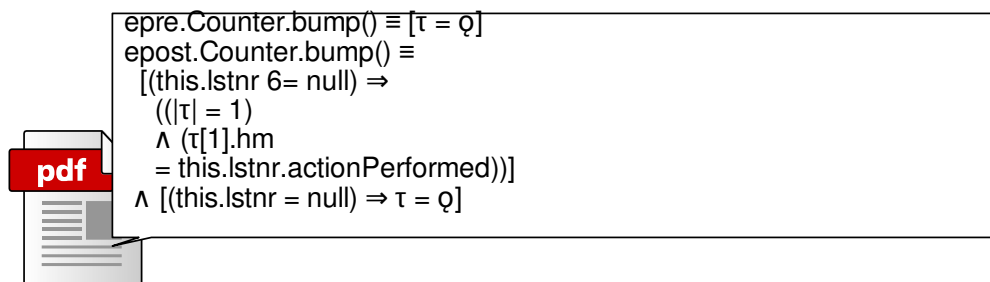 epre.Counter.bump() ≡ [τ = ǫ]
epost.Counter.bump() ≡
[(this.lstnr 6= null) ⇒
((|τ| = 1)
∧ (τ[1].hm
= this.lstnr.actionPerformed))]
∧ [(this.lstnr = null) ⇒ τ = ǫ]
pdf